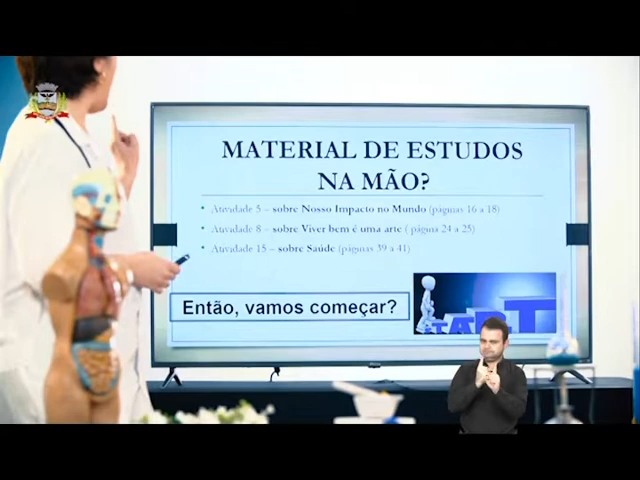 MATERIAL DE ESTUDOS
NA MÃO?
Atividade 5 – sobre Nosso Impacto no Mundo (páginas 16 a 18)
Atividade 8 – sobre Viver bem é uma arte ( página 24 a 25)
Atividade 15 – sobre Saúde (páginas 39 a 41)
Então, vamos começar?
START